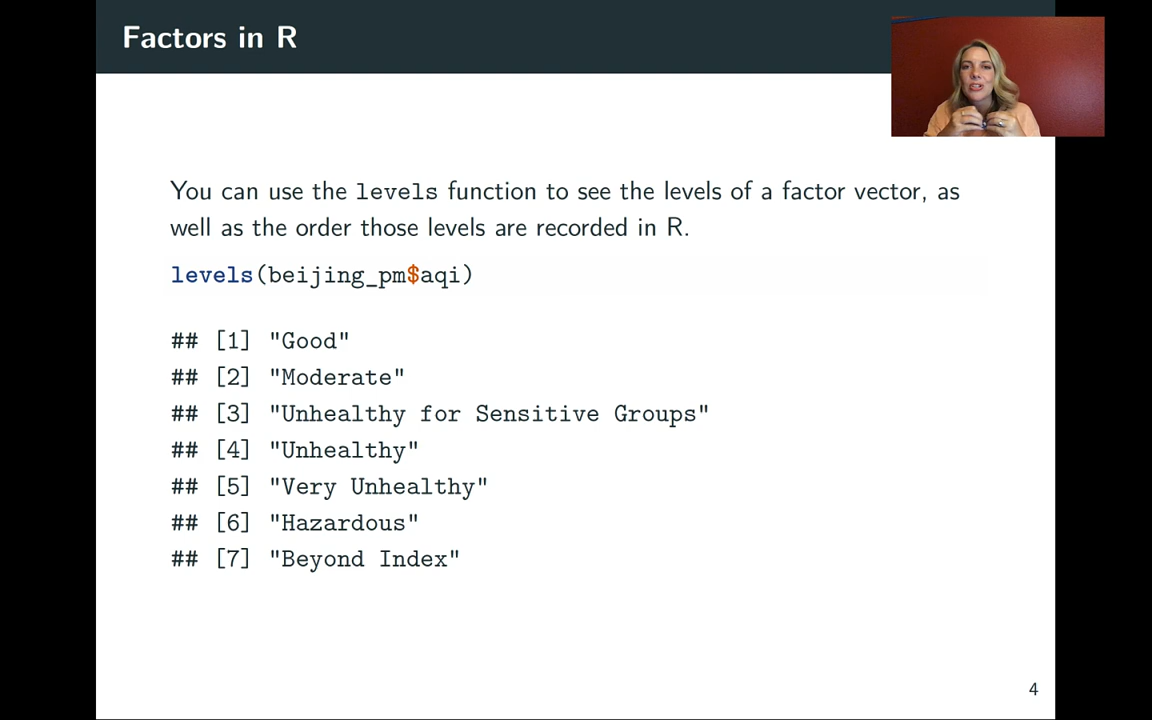 Factors in R
You can use the levels function to see the levels of a factor vector, as
well as the order those levels are recorded in R.
levels(beijing_pm$aqi)
## [1] "Good"
## [2] "Moderate"
## [3] "Unhealthy for Sensitive Groups"
## [4] "Unhealthy"
## [5] "Very Unhealthy"
## [6] "Hazardous"
## [7] "Beyond Index"
4